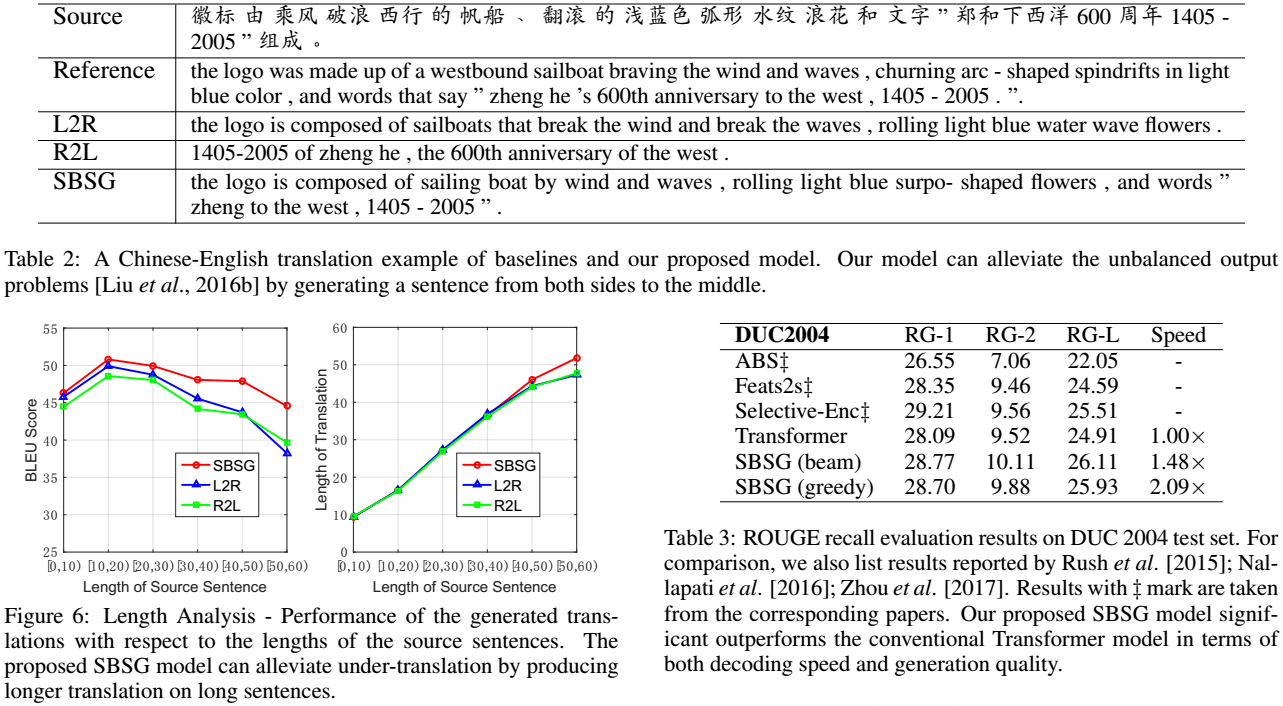 Source 徽标 由 乘风 破浪 西行 的 帆船 、 翻滚 的 浅蓝色 弧形 水纹 浪花 和 文字 ” 郑和下西洋 600 周年 1405 -
2005 ” 组成 。
Reference the logo was made up of a westbound sailboat braving the wind and waves , churning arc - shaped spindrifts in light
blue color , and words that say ” zheng he ’s 600th anniversary to the west , 1405 - 2005 . ”.
L2R the logo is composed of sailboats that break the wind and break the waves , rolling light blue water wave flowers .
R2L 1405-2005 of zheng he , the 600th anniversary of the west .
SBSG the logo is composed of sailing boat by wind and waves , rolling light blue surpo- shaped flowers , and words ”
zheng to the west , 1405 - 2005 ” .
Table 2: A Chinese-English translation example of baselines and our proposed model. Our model can alleviate the unbalanced output
problems [Liu et al., 2016b] by generating a sentence from both sides to the middle.
BLEU Score
55
50
45
40
35
30
25
SBSG
L2R
R2L
[0,10) [10,20) [20,30) [30,40) [40,50) [50,60)
Length of Source Sentence
Length of Translation
60
50
40
30
20
10
0
SBSG
L2R
R2L
[0,10) [10,20) [20,30) [30,40) [40,50) [50,60)
Length of Source Sentence
Figure 6: Length Analysis - Performance of the generated trans-
lations with respect to the lengths of the source sentences. The
proposed SBSG model can alleviate under-translation by producing
longer translation on long sentences.
DUC2004 RG-1 RG-2 RG-L Speed
ABS‡ 26.55 7.06 22.05 -
Feats2s‡ 28.35 9.46 24.59 -
Selective-Enc‡ 29.21 9.56 25.51 -
Transformer 28.09 9.52 24.91 1.00×
SBSG (beam) 28.77 10.11 26.11 1.48×
SBSG (greedy) 28.70 9.88 25.93 2.09×
Table 3: ROUGE recall evaluation results on DUC 2004 test set. For
comparison, we also list results reported by Rush et al. [2015]; Nal-
lapati et al. [2016]; Zhou et al. [2017]. Results with ‡ mark are taken
from the corresponding papers. Our proposed SBSG model signif-
icant outperforms the conventional Transformer model in terms of
both decoding speed and generation quality.